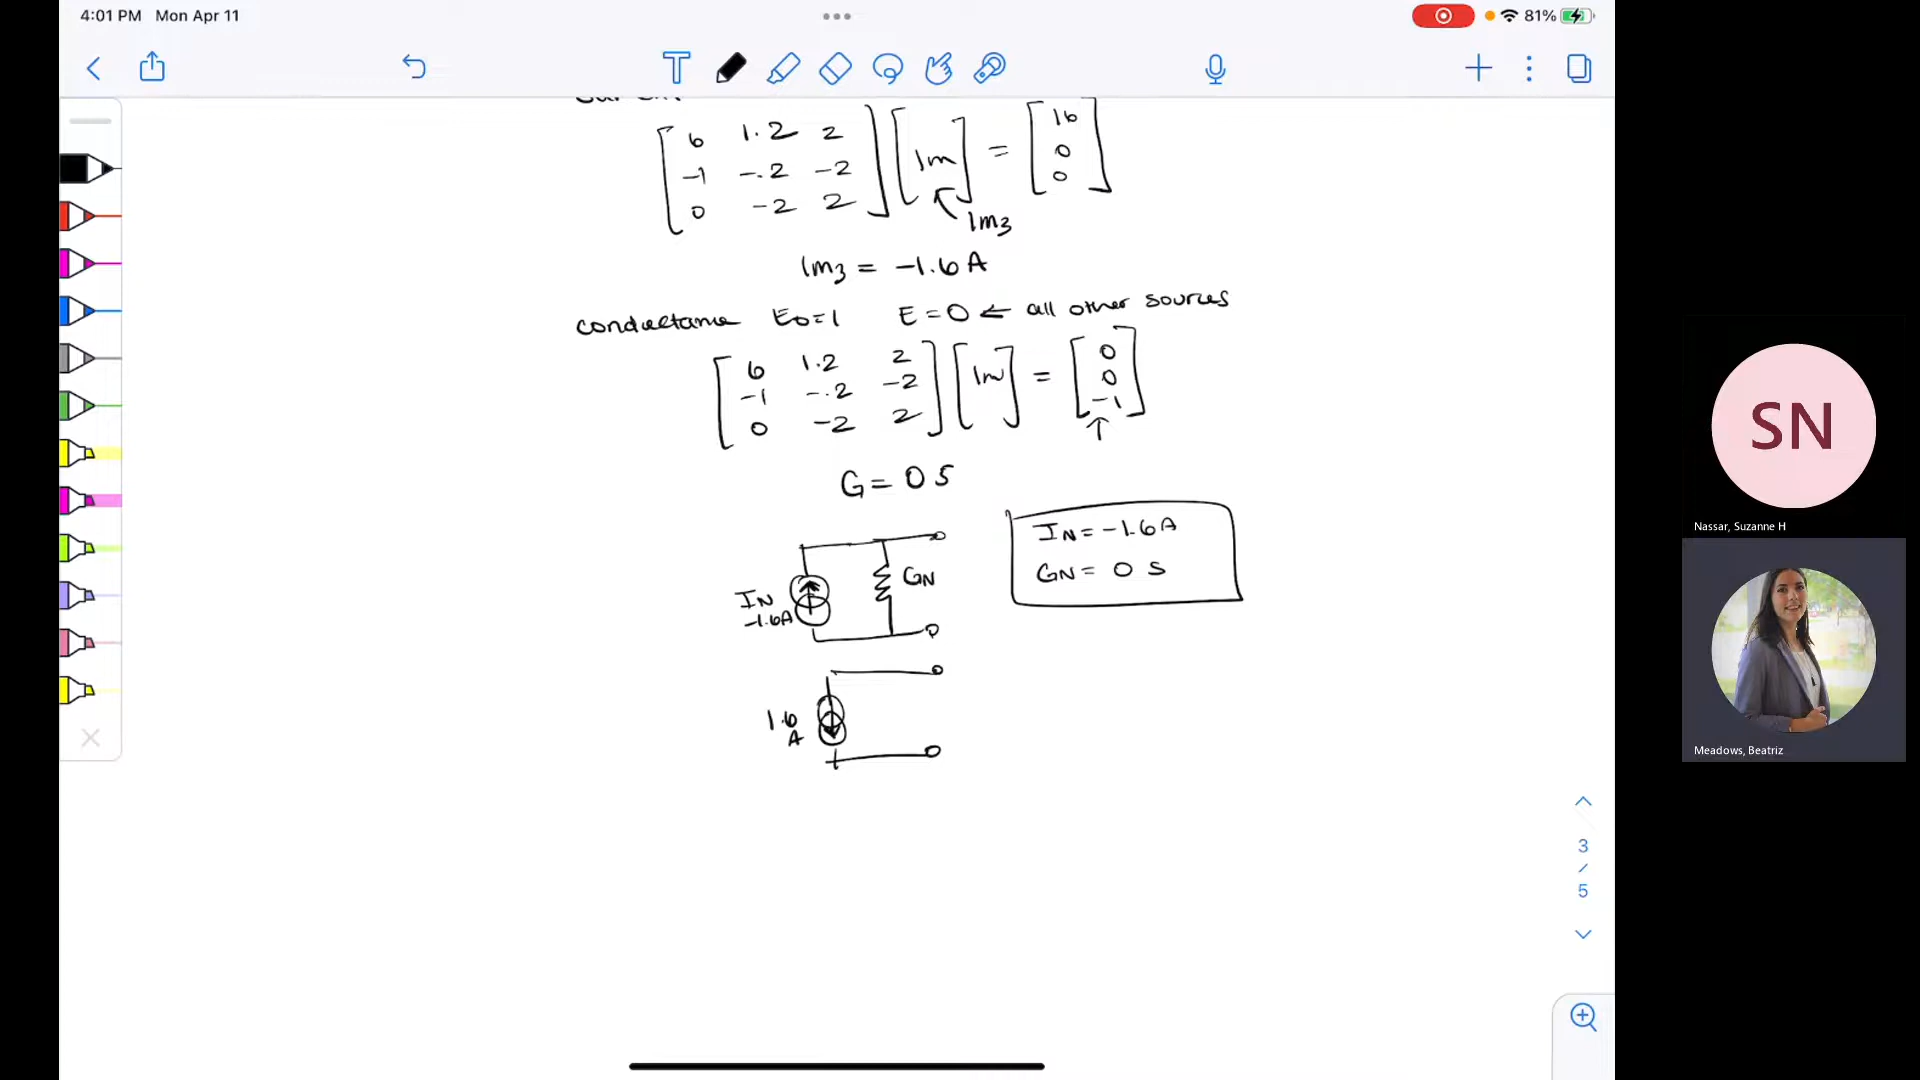 4:01 PM Mon Apr 11
81%
[6 1.2 2] [Im] = [16]
[-1 -.2 -2] [0]
[0 -2 2] [0]
Im3
Im3 = -1.6 A
conductance E0=1 E=0 ← all other sources
[6 1.2 2] [Im] = [0]
[-1 -.2 -2] [0]
[0 -2 2] [-1]
↑
G = 0 S
IN = -1.6 A
GN = 0 S
GN
IN
-1.6A
1.6
A
SN
Nassar, Suzanne H
Meadows, Beatriz
3
/
5